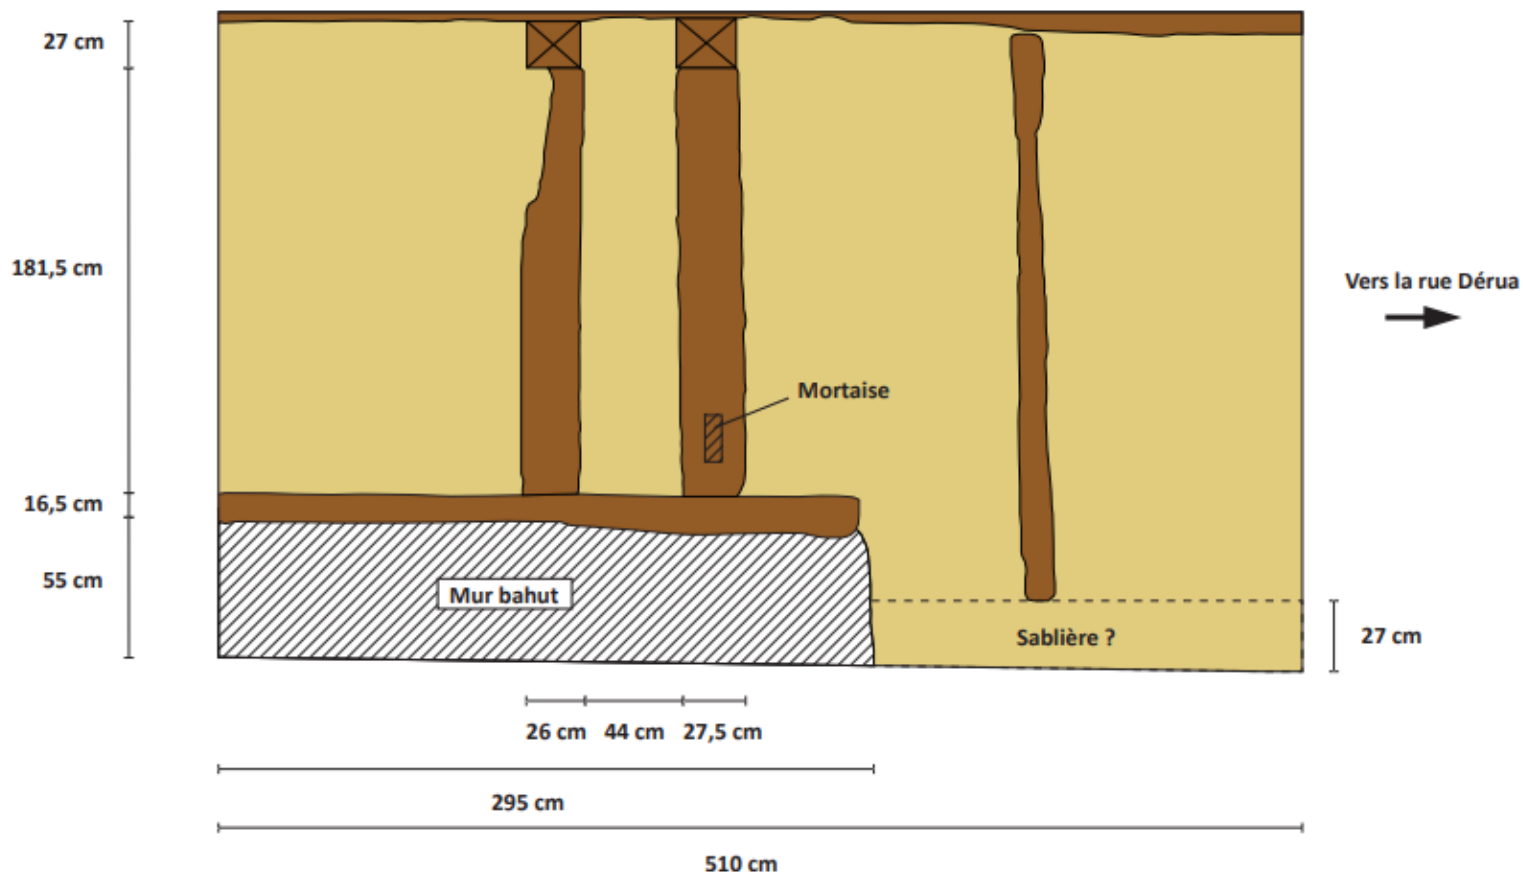 27 cm
181,5 cm
Vers la rue Dérua
Mortaise
16,5 cm
55 cm
Mur bahut
Sablière ?
27 cm
26 cm 44 cm 27,5 cm
295 cm
510 cm